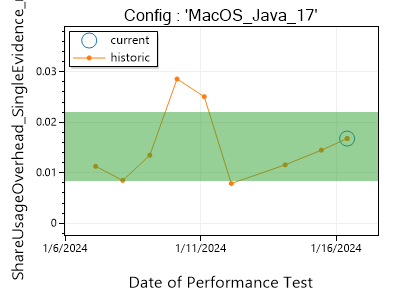 Config : 'MacOS_Java_17'
current
historic
ShareUsageOverhead_SingleEvidence_
0.03
0.02
0.01
0
1/6/2024
1/11/2024
1/16/2024
Date of Performance Test